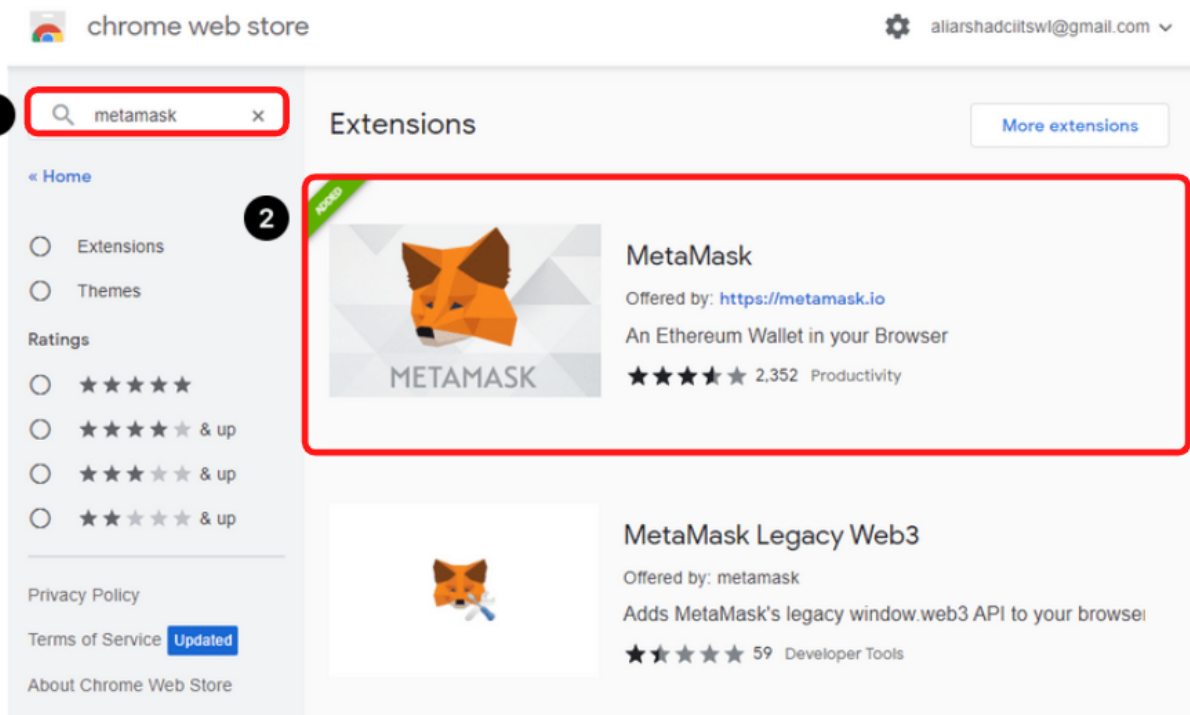 chrome web store
aliarshadciitswl@gmail.com
metamask
« Home
Extensions
Themes
Ratings
& up
& up
& up
Privacy Policy
Terms of Service Updated
About Chrome Web Store
Extensions
More extensions
2
ADDED
METAMASK
MetaMask
Offered by: https://metamask.io
An Ethereum Wallet in your Browser
2,352 Productivity
MetaMask Legacy Web3
Offered by: metamask
Adds MetaMask's legacy window.web3 API to your browser
59 Developer Tools